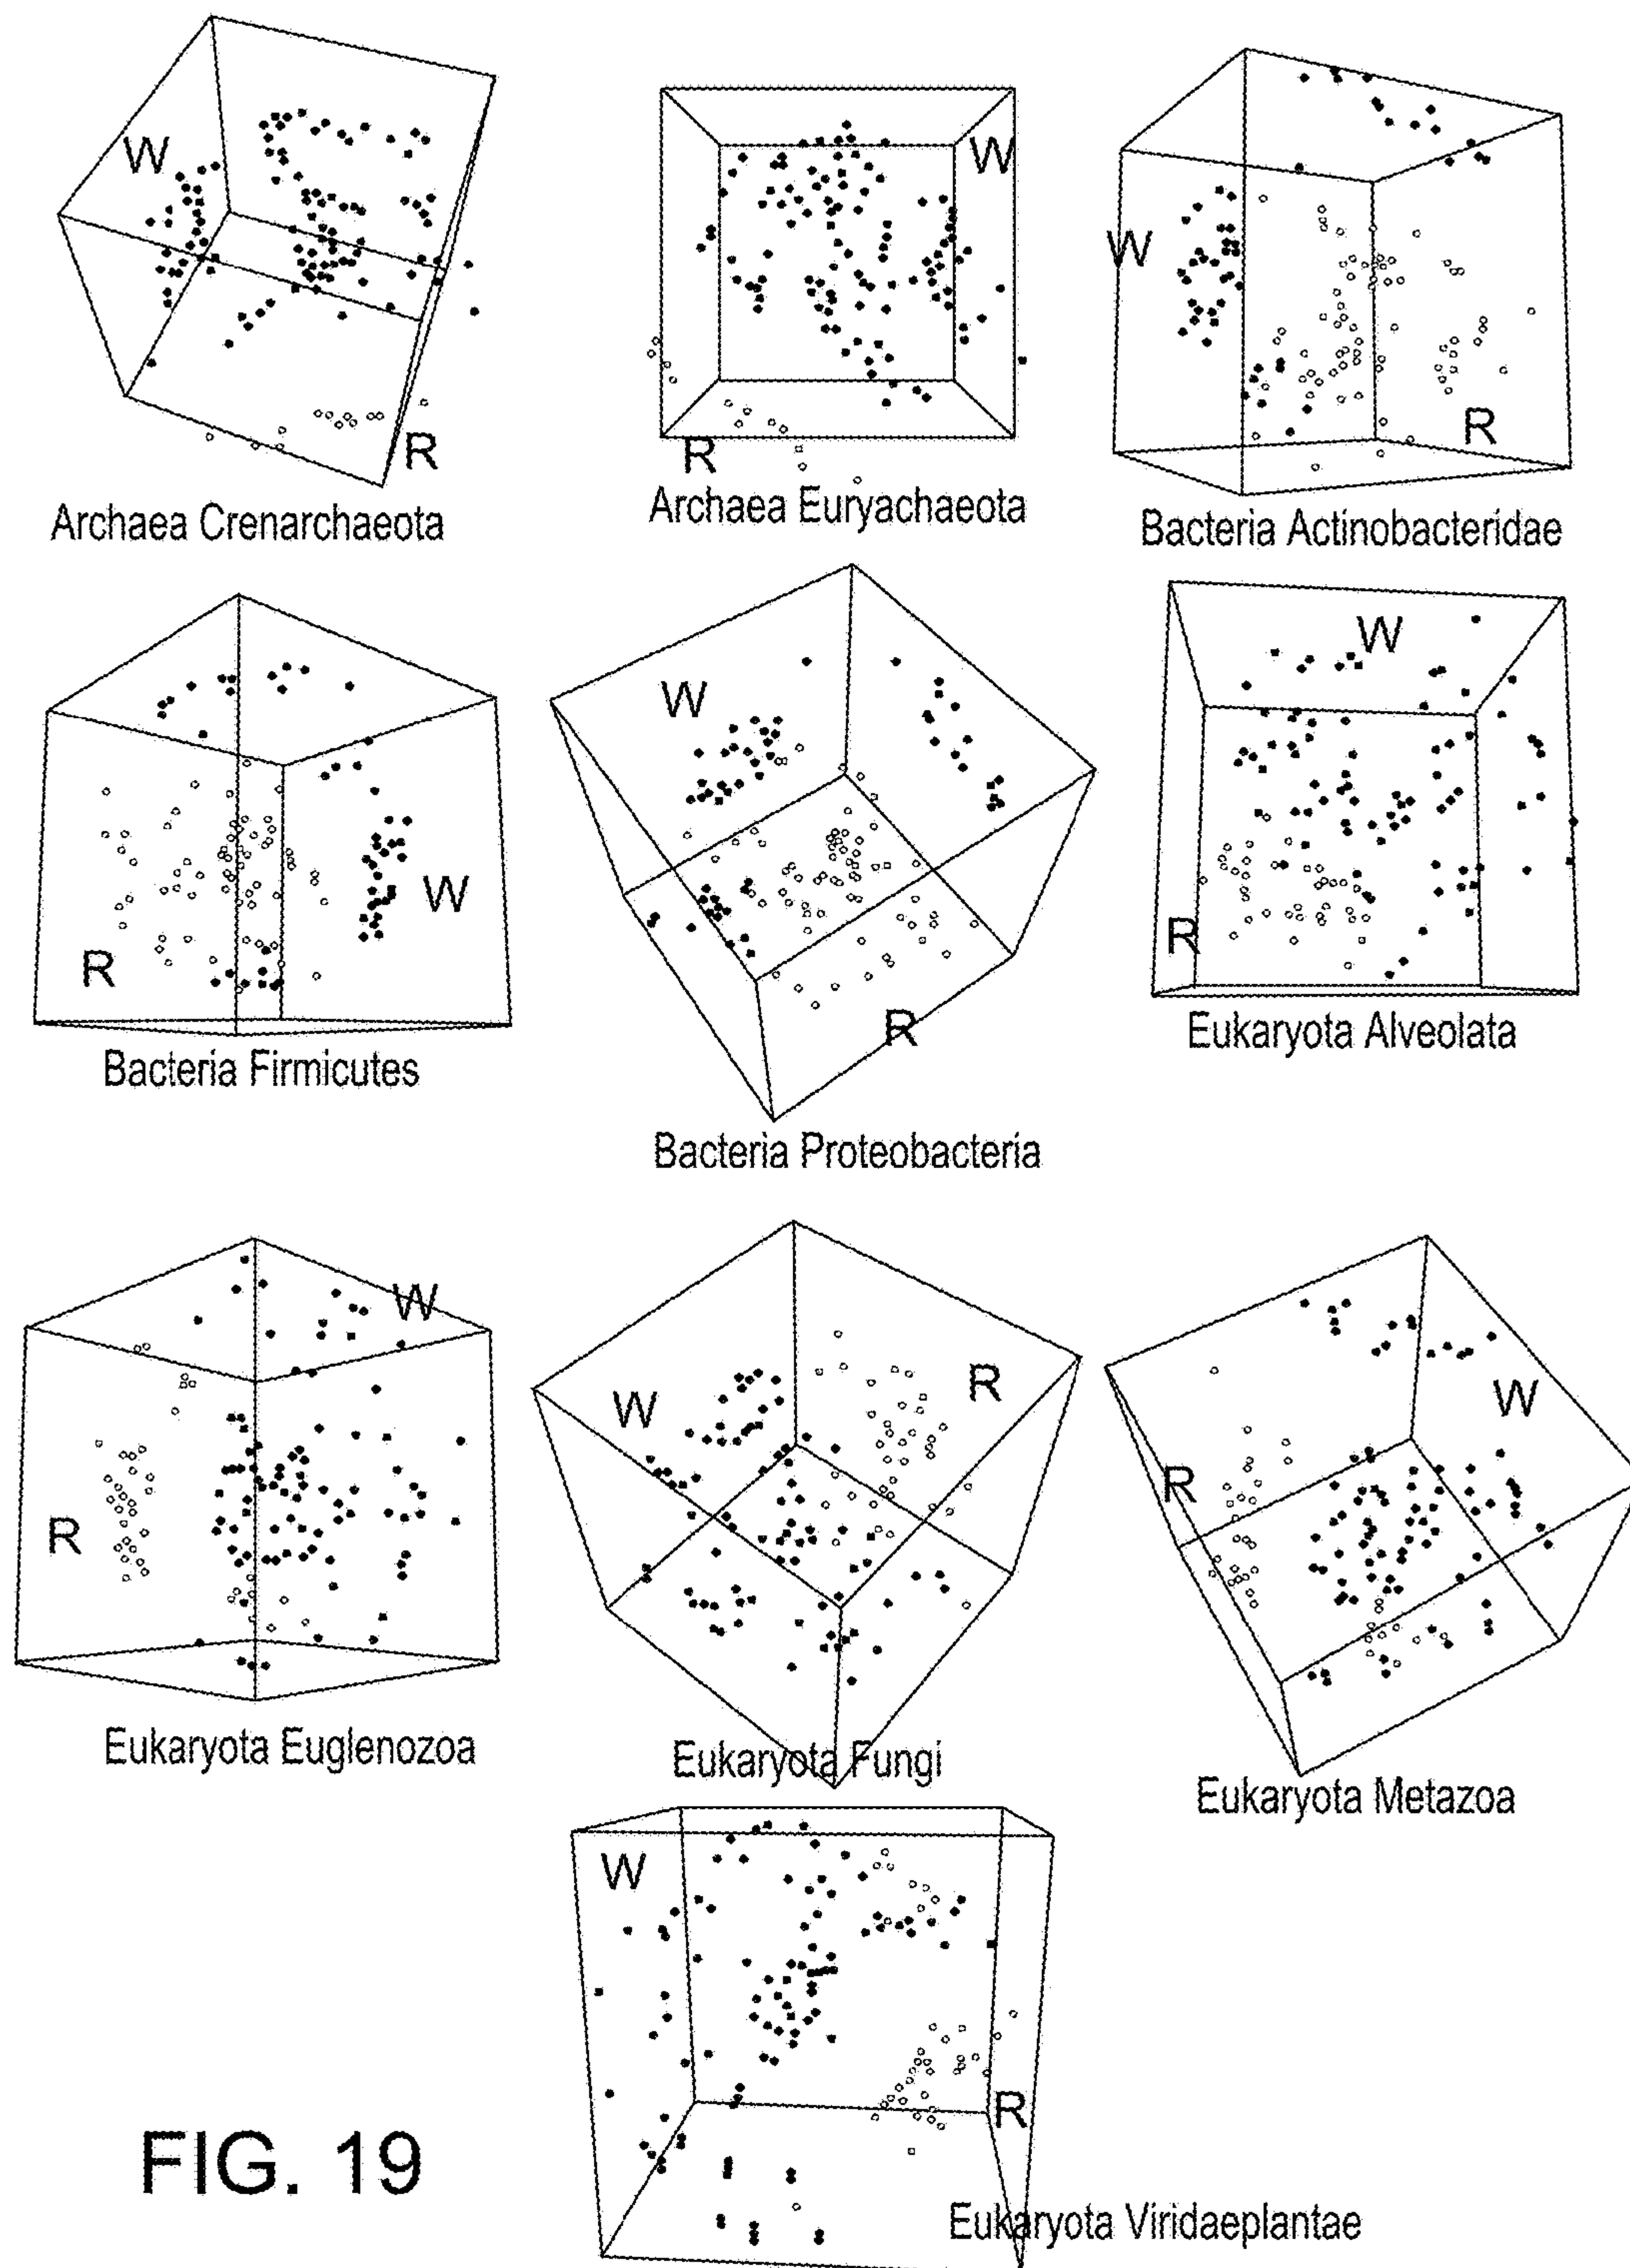 W
R
Archaea Crenarchaeota
W
R
Archaea Euryachaeota
W
R
Bacteria Actinobacteridae
W
R
Bacteria Firmicutes
W
R
Bacteria Proteobacteria
W
R
Eukaryota Alveolata
W
R
Eukaryota Euglenozoa
W
R
Eukaryota Fungi
W
R
Eukaryota Metazoa
W
R
Eukaryota Viridaeplantae
FIG. 19